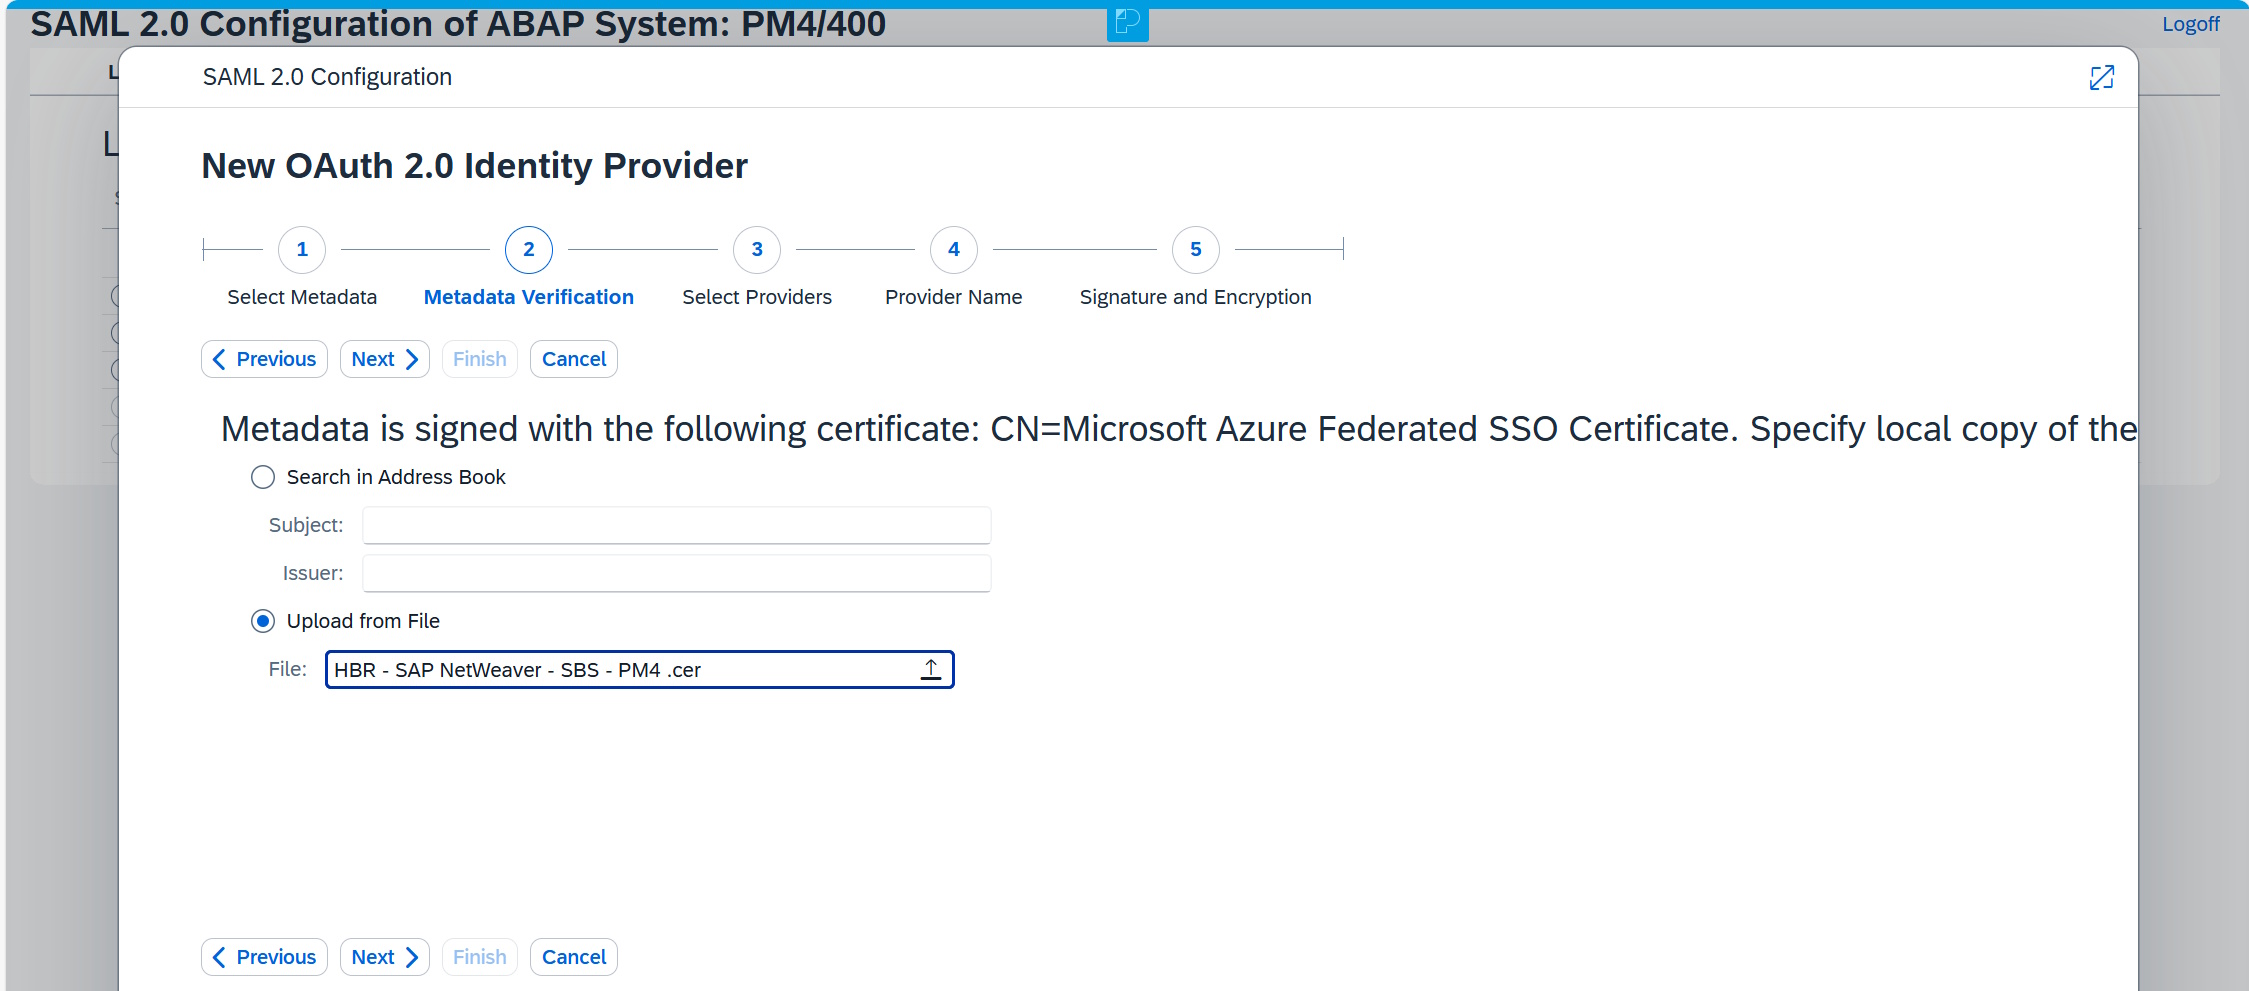 SAML 2.0 Configuration of ABAP System: PM4/400
Logoff
SAML 2.0 Configuration
New OAuth 2.0 Identity Provider
1 2 3 4 5
Select Metadata Metadata Verification Select Providers Provider Name Signature and Encryption
Previous Next Finish Cancel
Metadata is signed with the following certificate: CN=Microsoft Azure Federated SSO Certificate. Specify local copy of the
Search in Address Book
Subject:
Issuer:
Upload from File
File: HBR - SAP NetWeaver - SBS - PM4 .cer
Previous Next Finish Cancel